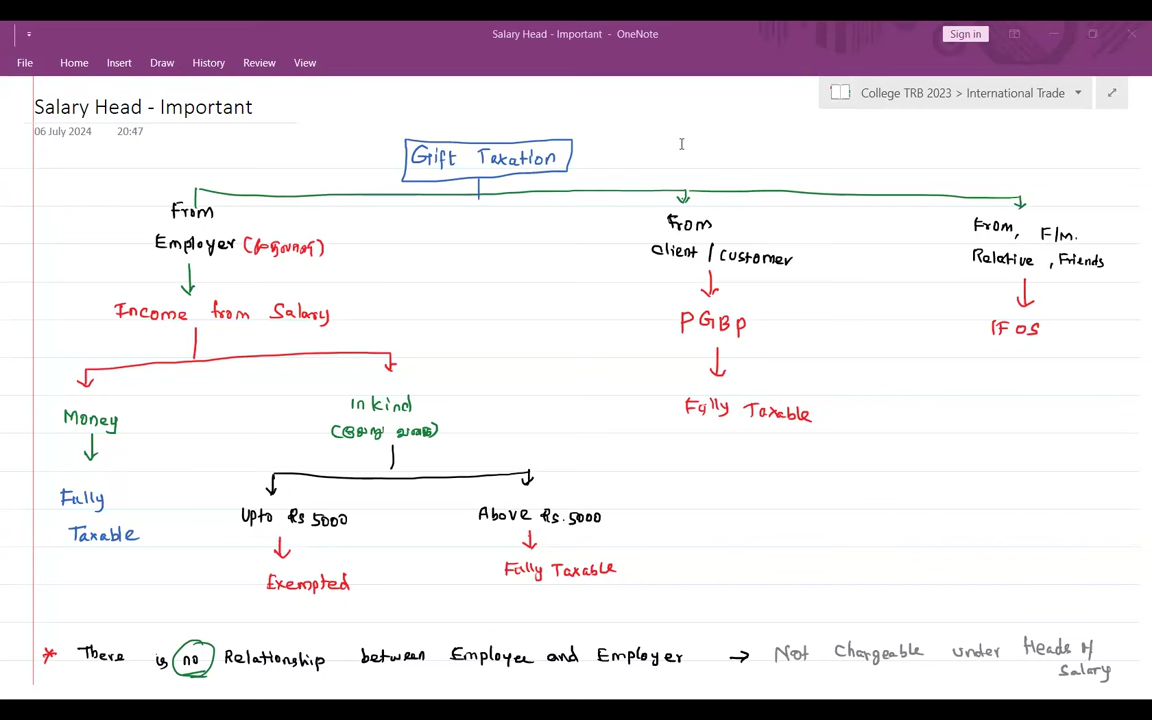 Salary Head - Important - OneNote
Sign in
File Home Insert Draw History Review View
College TRB 2023 > International Trade
Salary Head - Important
06 July 2024 20:47
Gift Taxation
From
Employer
From
Client / Customer
From, F/M.
Relative , Friends
Income from Salary
PGBP
IFOS
Money
In kind
Fully Taxable
Fully
Taxable
Upto Rs 5000
Above Rs. 5000
Exempted
Fully Taxable
* There is no Relationship between Employee and Employer → Not Chargeable under Heads of
Salary